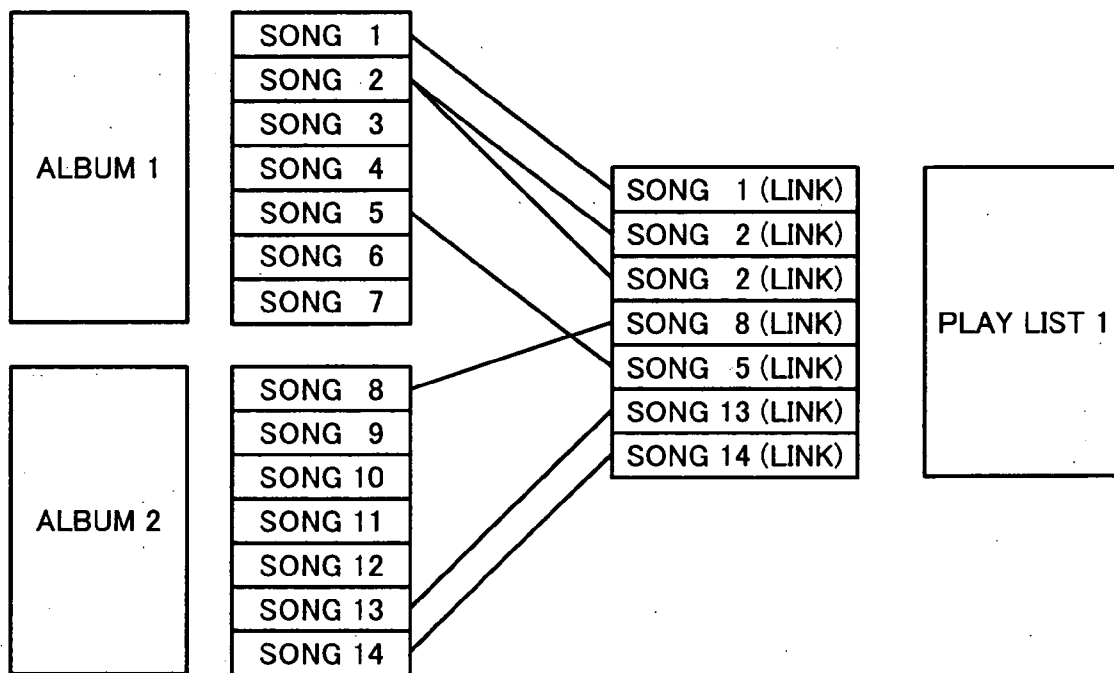 ALBUM 1
SONG 1
SONG 2
SONG 3
SONG 4
SONG 5
SONG 6
SONG 7
ALBUM 2
SONG 8
SONG 9
SONG 10
SONG 11
SONG 12
SONG 13
SONG 14
SONG 1 (LINK)
SONG 2 (LINK)
SONG 2 (LINK)
SONG 8 (LINK)
SONG 5 (LINK)
SONG 13 (LINK)
SONG 14 (LINK)
PLAY LIST 1